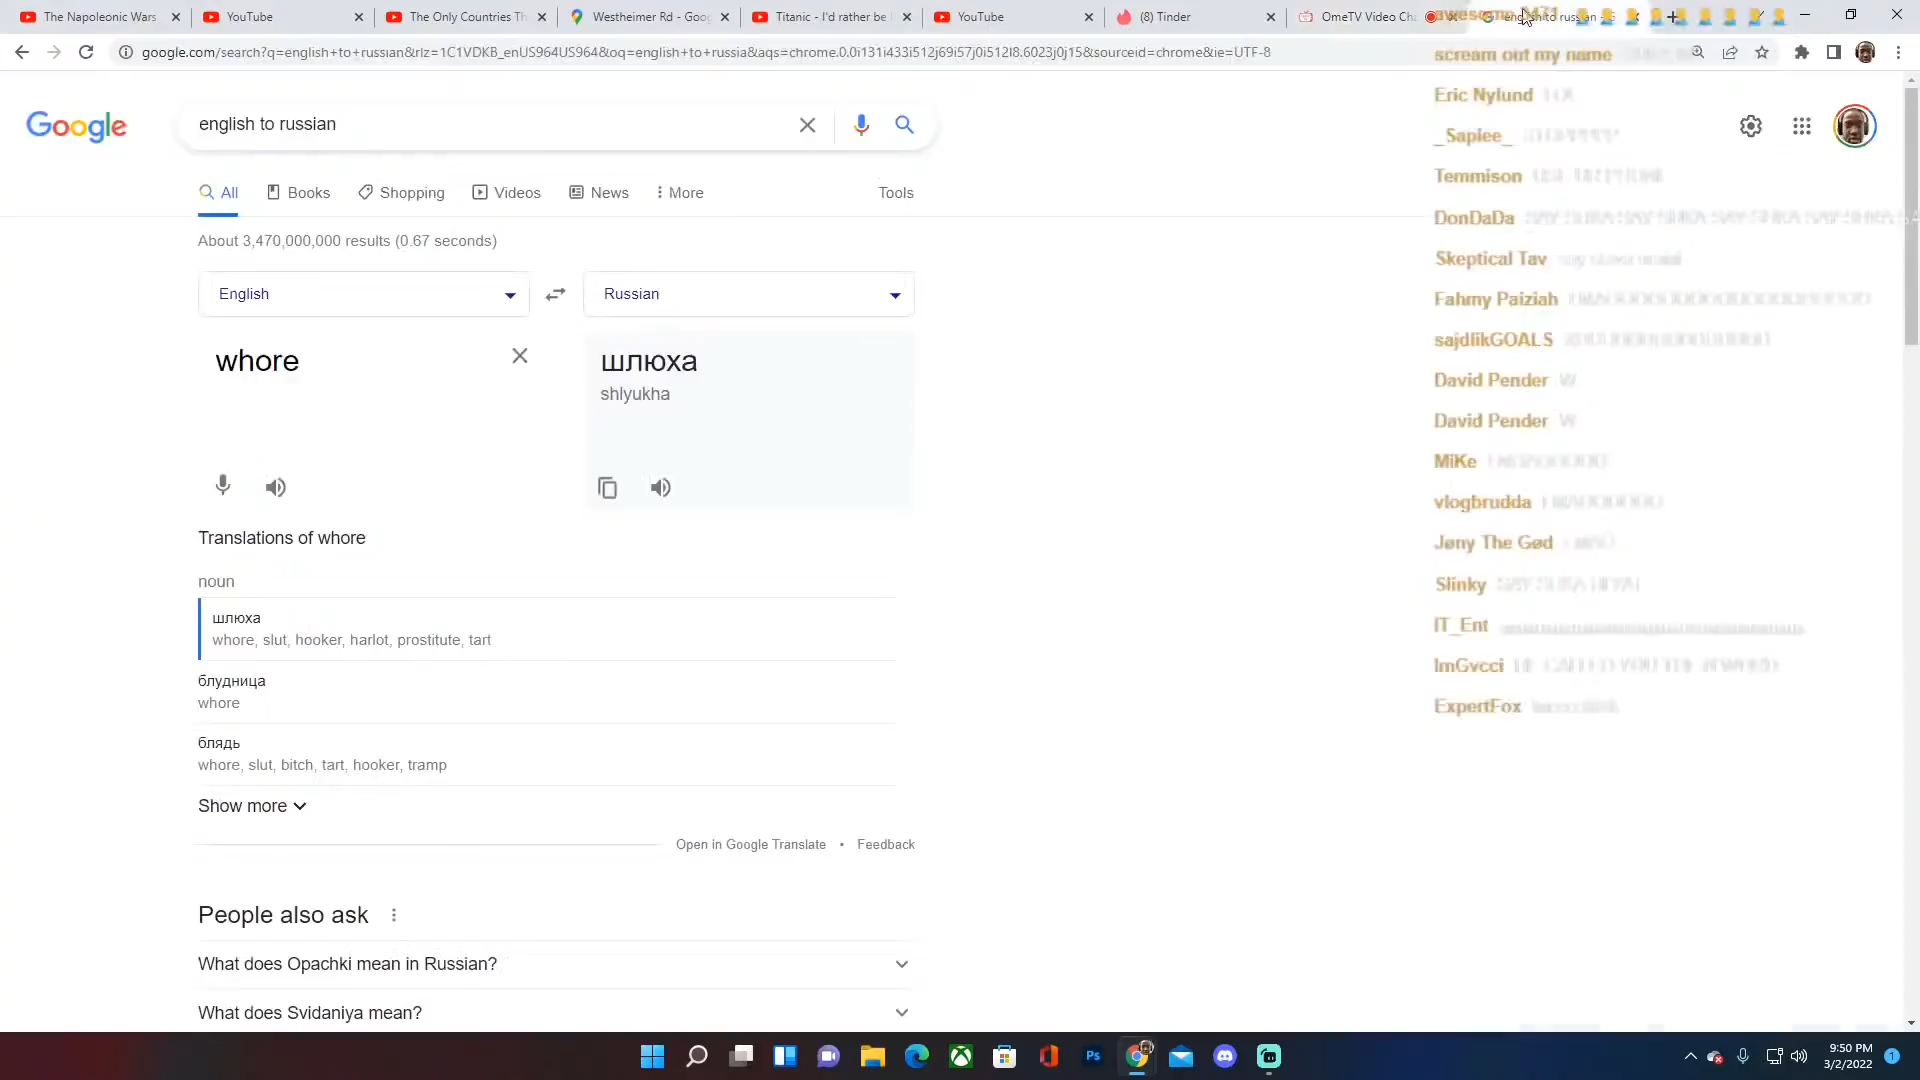 The Napoleonic Wars
YouTube
The Only Countries Th
Westheimer Rd - Goog
Titanic - I'd rather be
YouTube
(8) Tinder
OmeTV Video Cha
google.com/search?q=english+to+russian&rlz=1C1VDKB_enUS964US964&oq=english+to+russia&aqs=chrome.0.0i131i433i512j69i57j0i512l8.6023j0j15&sourceid=chrome&ie=UTF-8
scream out my name
Eric Nylund
Google
english to russian
_Sapiee_
Temmison
All
Books
Shopping
Videos
News
More
Tools
DonDaDa
About 3,470,000,000 results (0.67 seconds)
Skeptical Tav
English
Russian
Fahmy Paiziah
sajdlikGOALS
whore
шлюха
shlyukha
David Pender W
David Pender W
MiKe
vlogbrudda
Translations of whore
Jøny The Gød
noun
Slinky
шлюха
whore, slut, hooker, harlot, prostitute, tart
IT_Ent
ImGvcci
блудница
whore
ExpertFox
блядь
whore, slut, bitch, tart, hooker, tramp
Show more
Open in Google Translate • Feedback
People also ask
What does Opachki mean in Russian?
What does Svidaniya mean?
Ps
9:50 PM
3/2/2022
1